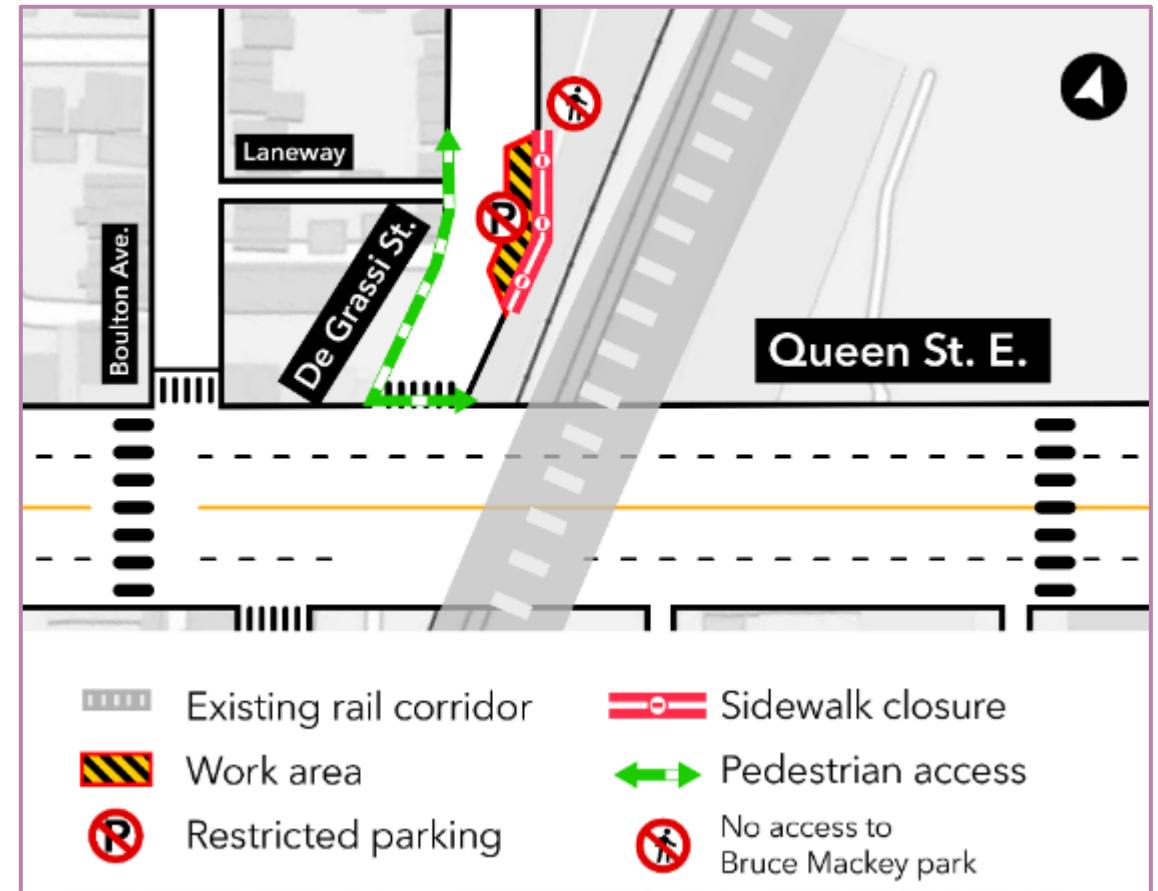 Laneway
Boulton Ave.
De Grassi St.
P
Queen St. E.
Existing rail corridor
Sidewalk closure
Work area
Pedestrian access
P
Restricted parking
No access to
Bruce Mackey park